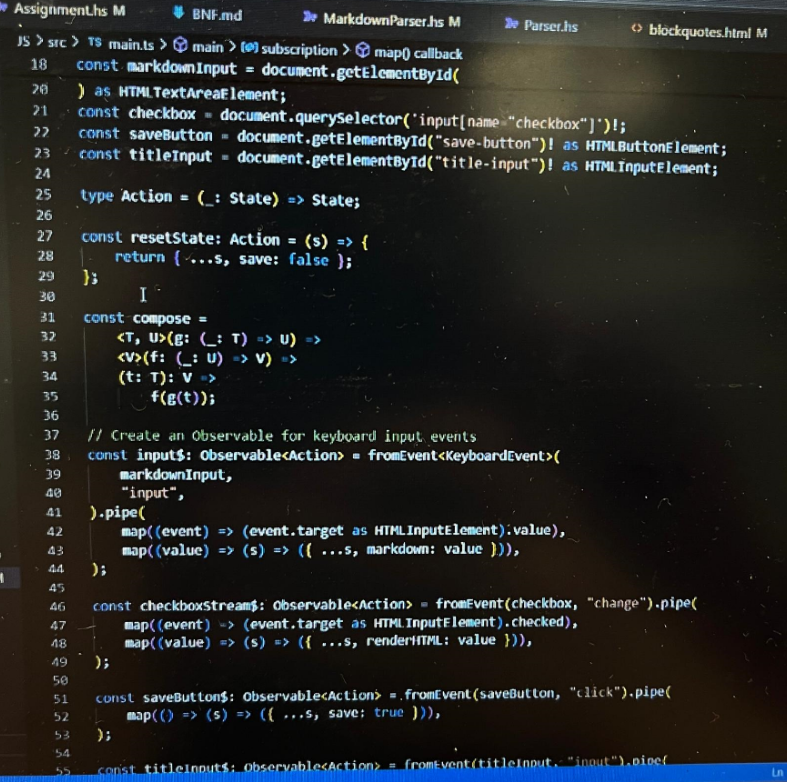 Assignment.hs M BNF.md MarkdownParser.hs M Parser.hs <> blockquotes.html M
JS > src > TS main.ts > main > subscription > map() callback
18 const markdownInput = document.getElementById(
20 ) as HTMLTextAreaElement;
21 const checkbox = document.querySelector('input[name="checkbox"]')!;
22 const saveButton = document.getElementById("save-button")! as HTMLButtonElement;
23 const titleInput = document.getElementById("title-input")! as HTMLInputElement;
24
25 type Action = (_: State) => State;
26
27 const resetState: Action = (s) => {
28 return { ...s, save: false };
29 };
30
31 const compose =
32 <T, U>(g: (_: T) => U) =>
33 <V>(f: (_: U) => V) =>
34 (t: T): V =>
35 f(g(t));
36
37 // Create an Observable for keyboard input events
38 const input$: Observable<Action> = fromEvent<KeyboardEvent>(
39 markdownInput,
40 "input",
41 ).pipe(
42 map((event) => (event.target as HTMLInputElement).value),
43 map((value) => (s) => ({ ...s, markdown: value })),
44 );
45
46 const checkboxStream$: Observable<Action> = fromEvent(checkbox, "change").pipe(
47 map((event) => (event.target as HTMLInputElement).checked),
48 map((value) => (s) => ({ ...s, renderHTML: value })),
49 );
50
51 const saveButton$: Observable<Action> = fromEvent(saveButton, "click").pipe(
52 map(() => (s) => ({ ...s, save: true })),
53 );
54
55 const titleInput$: Observable<Action> = fromEvent(titleInput, "input").pipe(
Ln